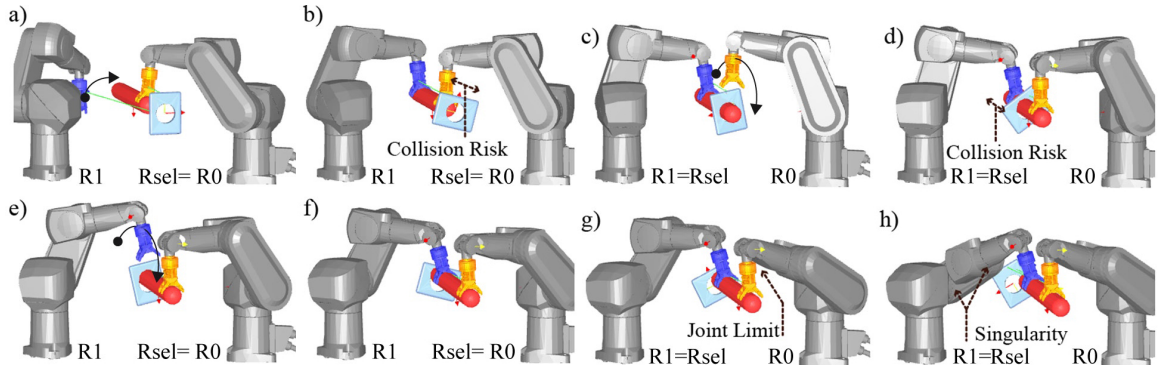 a)
b)
c)
d)
Collision Risk
Collision Risk
R1 Rsel= R0
R1 Rsel= R0
R1=Rsel R0
R1=Rsel R0
e)
f)
g)
h)
Joint Limit
Singularity
R1 Rsel= R0
R1 Rsel= R0
R1=Rsel R0
R1=Rsel R0